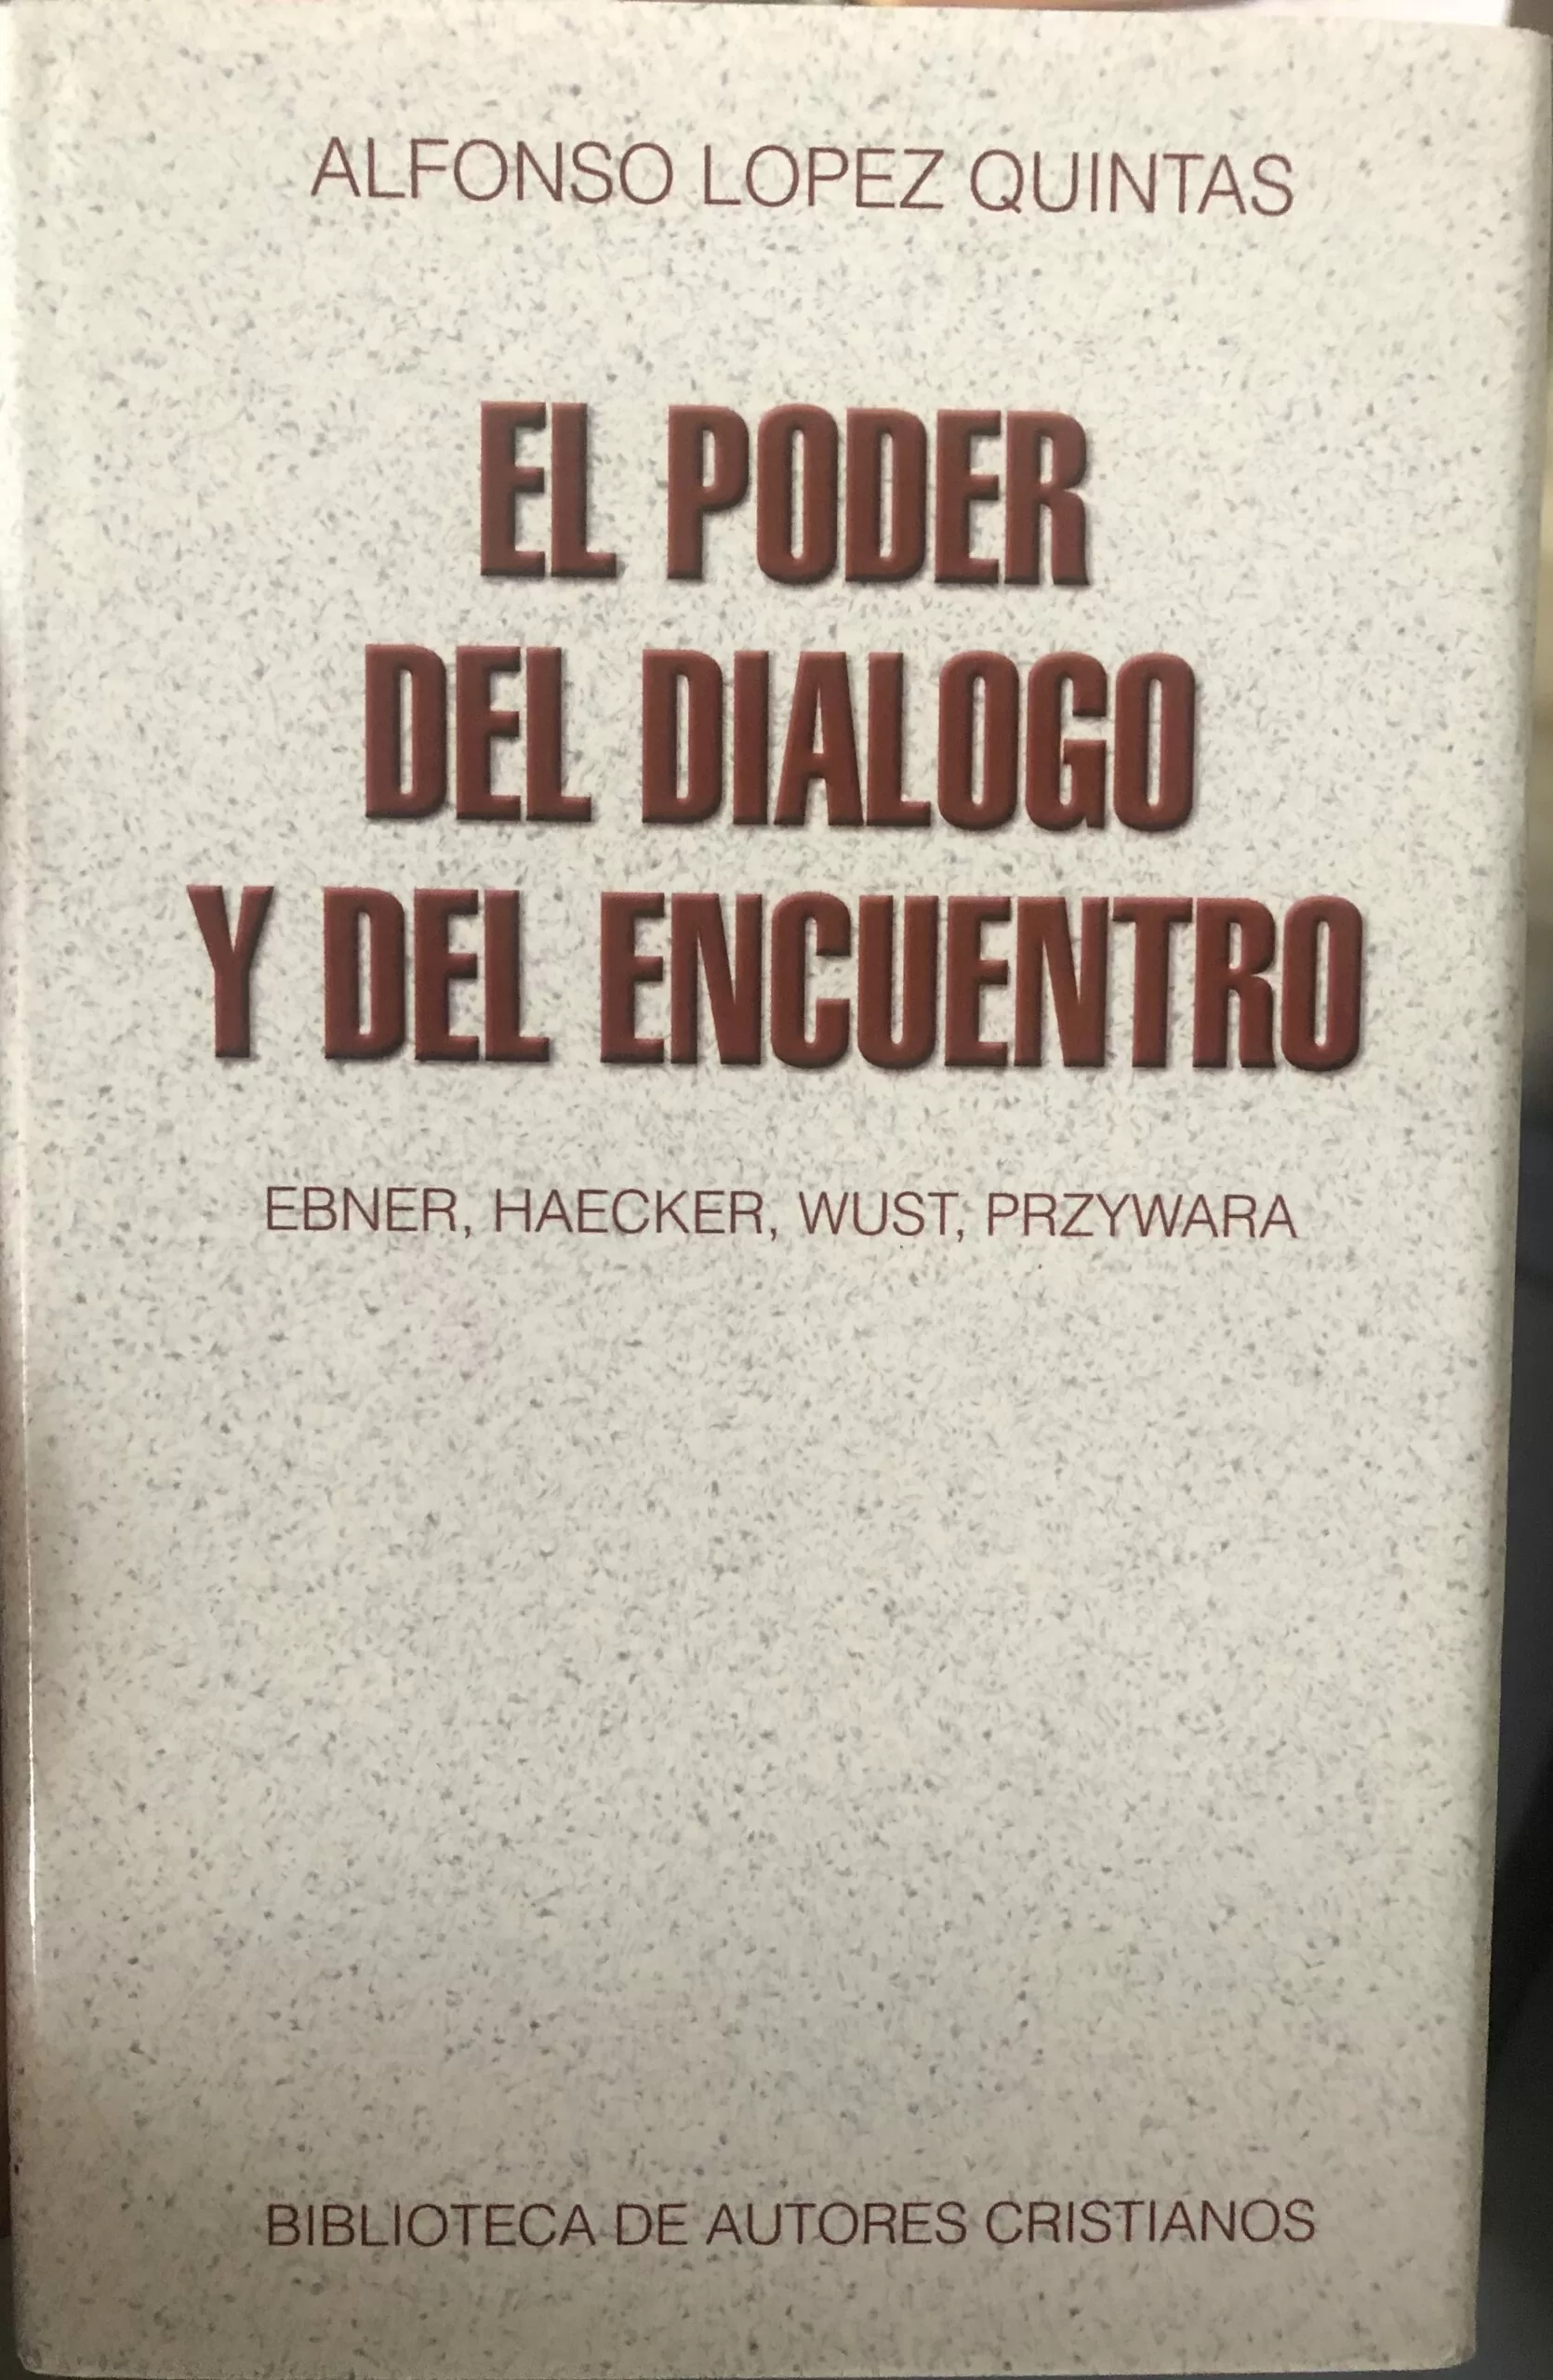 ALFONSO LOPEZ QUINTAS
EL PODER
DEL DIALOGO
Y DEL ENCUENTRO
EBNER, HAECKER, WUST, PRZYWARA
BIBLIOTECA DE AUTORES CRISTIANOS